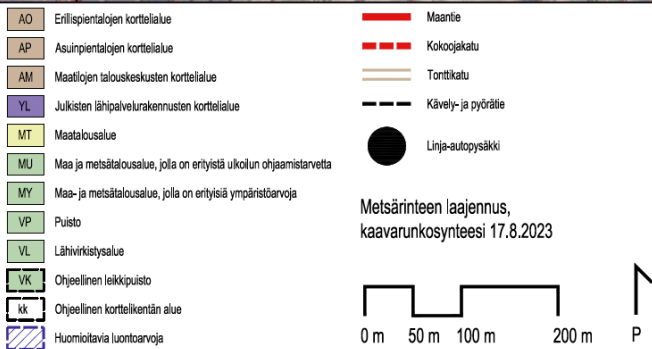 AO Erillispientalojen korttelialue
AP Asuinpientalojen korttelialue
AM Maatilojen talouskeskusten korttelialue
YL Julkisten lähipalvelurakennusten korttelialue
MT Maatalousalue
MU Maa ja metsätalousalue, jolla on erityistä ulkoilun ohjaamistarvetta
MY Maa- ja metsätalousalue, jolla on erityisiä ympäristöarvoja
VP Puisto
VL Lähivirkistysalue
VK Ohjeellinen leikkipuisto
kk Ohjeellinen korttelikentän alue
Huomioitavia luontoarvoja
Maantie
Kokoojakatu
Tonttikatu
Kävely- ja pyörätie
Linja-autopysäkki
Metsärinteen laajennus,
kaavarunkosynteesi 17.8.2023
0 m 50 m 100 m 200 m P